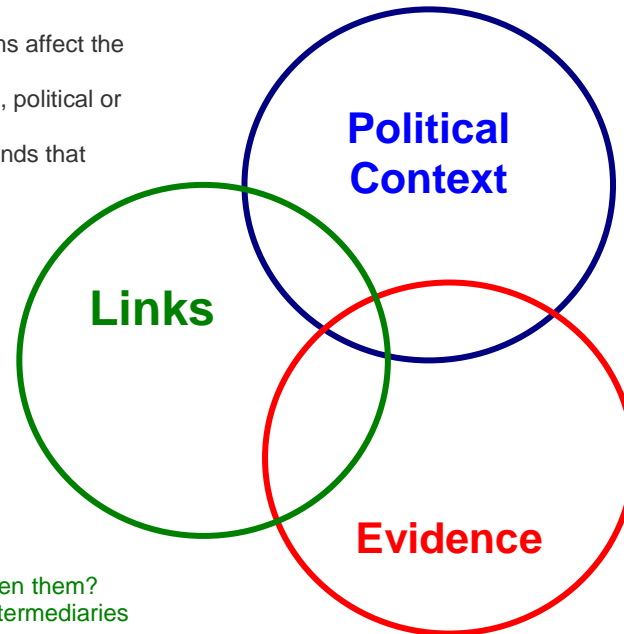 ns affect the
, political or
nds that
Political
Context
Links
Evidence
en them?
termediaries